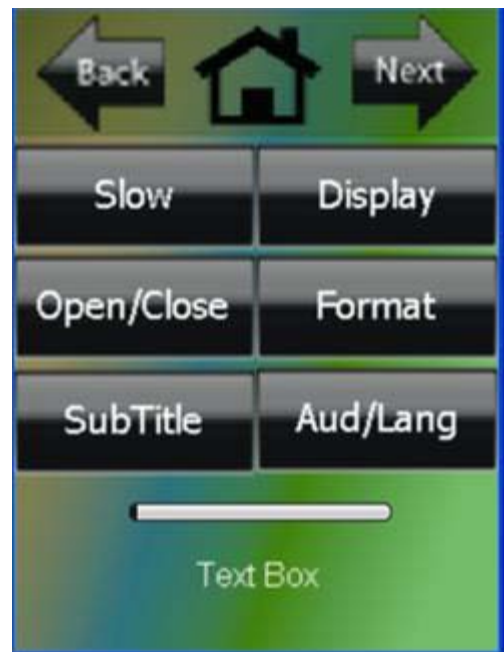 Back Next
Slow Display
Open/Close Format
SubTitle Aud/Lang
Text Box